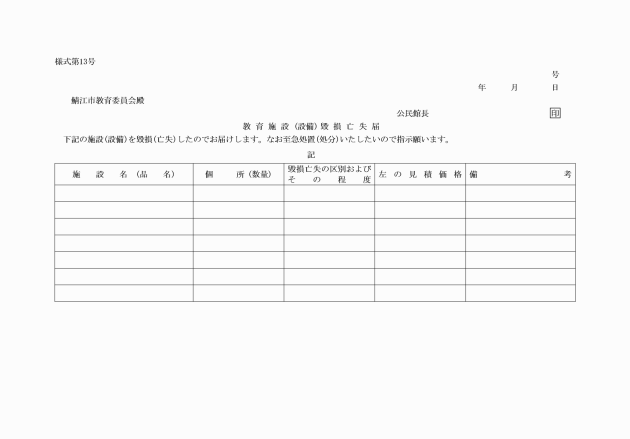 様式第13号
号
年　　　月　　　日
鯖江市教育委員会殿
公民館長　　　印
教育施設(設備)毀損亡失届
下記の施設(設備)を毀損(亡失)したのでお届けします。なお至急処置(処分)いたしたいので指示願います。
記
施設名(品名)
個所(数量)
毀損亡失の区別および
その程度
左の見積価格
備考